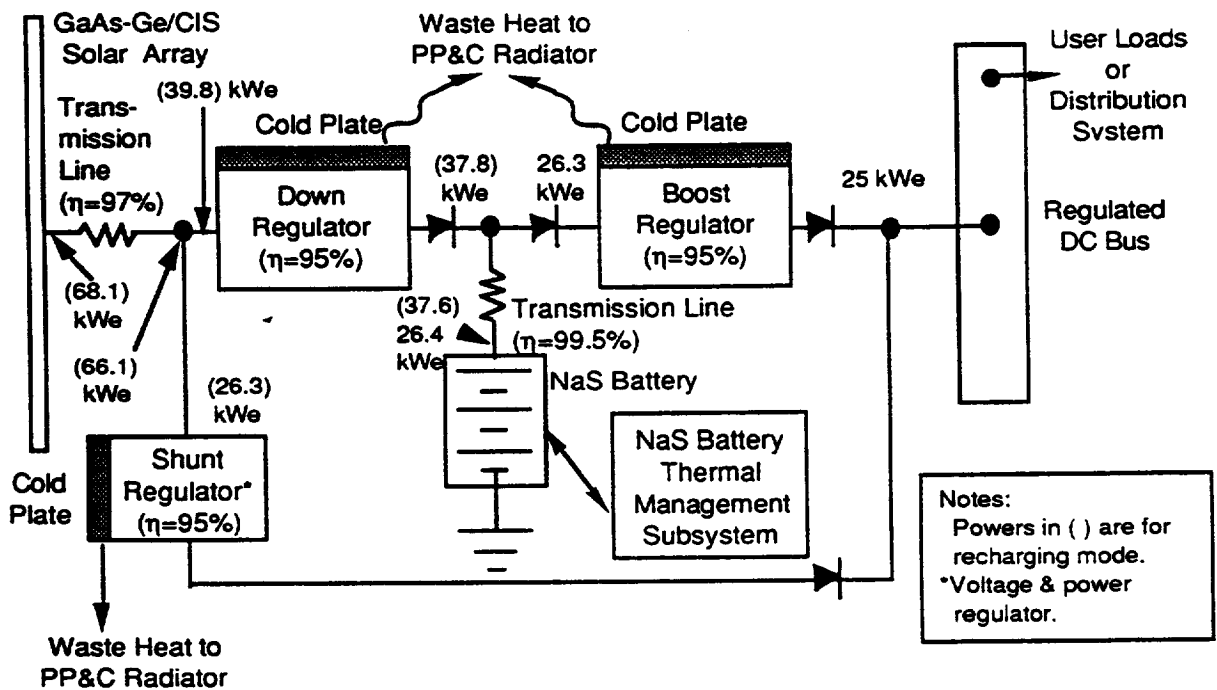 GaAs-Ge/CIS
Solar Array
Waste Heat to
PP&C Radiator
User Loads
or
Distribution
Svstem
(39.8) kWe
Trans-
mission
Line
(η=97%)
Cold Plate
Cold Plate
Down
Regulator
(η=95%)
(37.8)
kWe
26.3
kWe
Boost
Regulator
(η=95%)
25 kWe
Regulated
DC Bus
(68.1)
kWe
(66.1)
kWe
(26.3)
kWe
(37.6)
26.4
kWe
Transmission Line
(η=99.5%)
NaS Battery
NaS Battery
Thermal
Management
Subsystem
Cold
Plate
Shunt
Regulator*
(η=95%)
Waste Heat to
PP&C Radiator
Notes:
Powers in ( ) are for
recharging mode.
*Voltage & power
regulator.